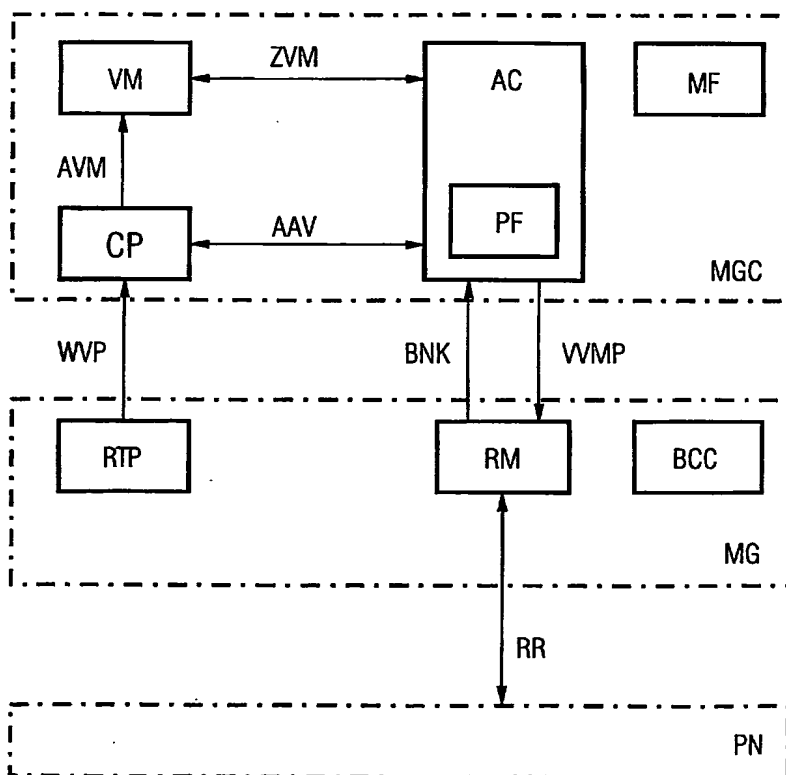 VM
ZVM
AC
MF
AVM
CP
AAV
PF
MGC
WVP
BNK
VVMP
RTP
RM
BCC
MG
RR
PN